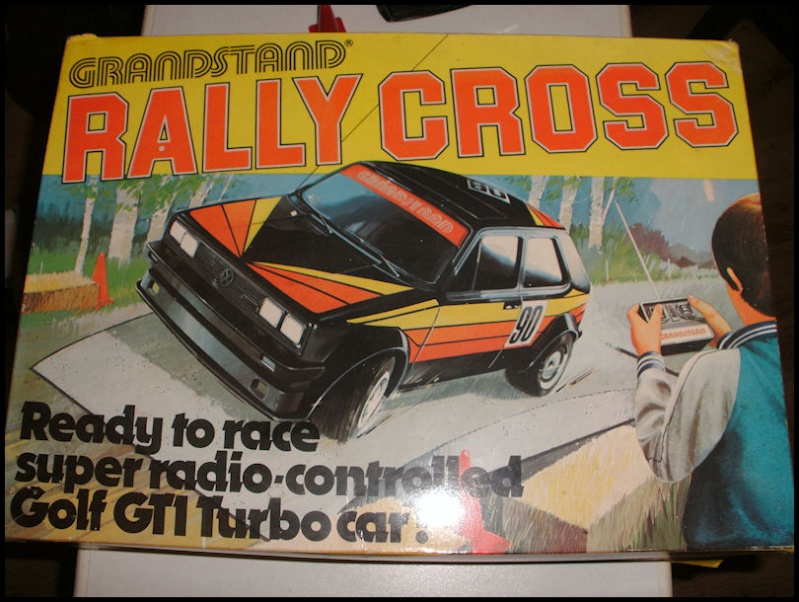 GRANDSTAND®
RALLY CROSS
GRANDSTAND
90
90
GRANDSTAND
Ready to race
super radio-controlled
Golf GTI Turbo car!